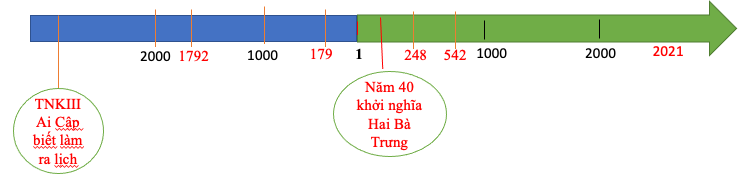 2000 1792 1000 179 1 248 542 1000 2000 2021
TNKIII
Ai Cập
biết làm
ra lịch
Năm 40
khởi nghĩa
Hai Bà
Trưng